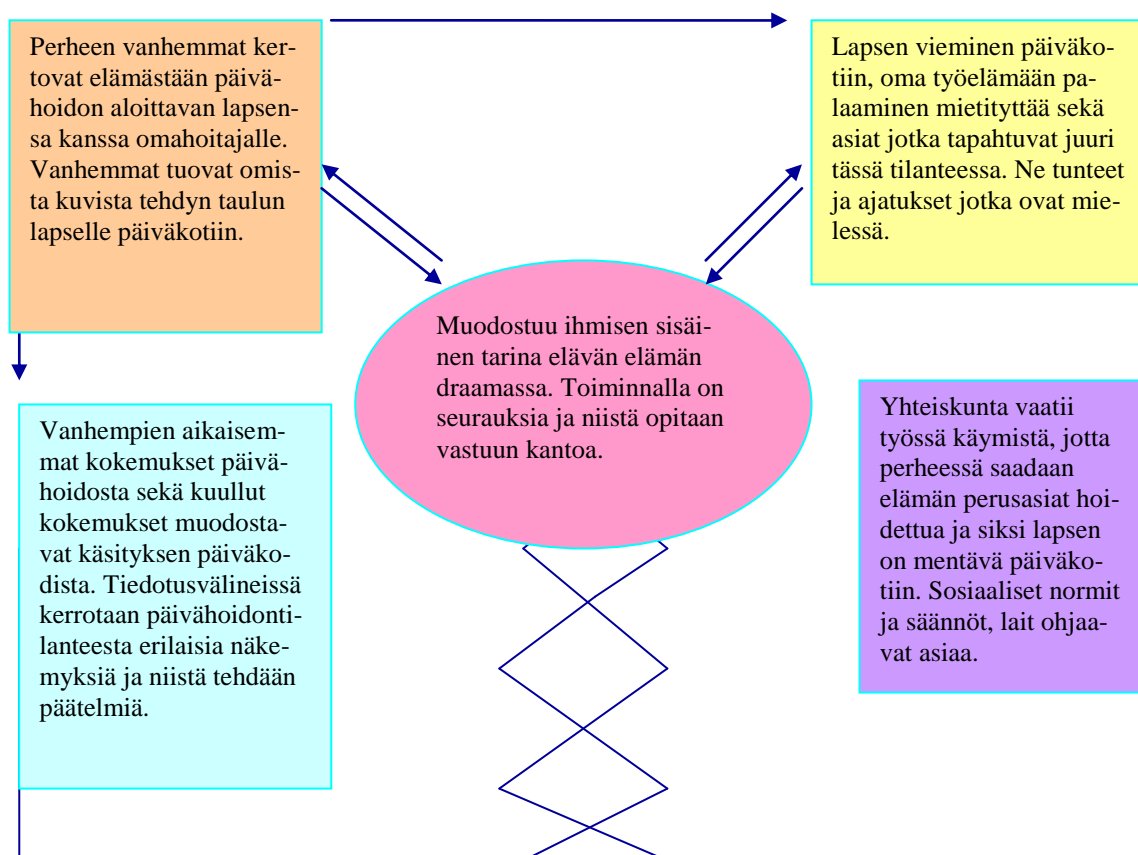 Perheen vanhemmat ker-
tovat elämästään päivä-
hoidon aloittavan lapsen-
sa kanssa omahoitajalle.
Vanhemmat tuovat omis-
ta kuvista tehdyn taulun
lapselle päiväkotiin.
Lapsen vieminen päiväko-
tiin, oma työelämään pa-
laaminen mietityttää sekä
asiat jotka tapahtuvat juuri
tässä tilanteessa. Ne tunteet
ja ajatukset jotka ovat mie-
lessä.
Muodostuu ihmisen sisäi-
nen tarina elävän elämän
draamassa. Toiminnalla on
seurauksia ja niistä opitaan
vastuun kantoa.
Vanhempien aikaisem-
mat kokemukset päivä-
hoidosta sekä kuullut
kokemukset muodosta-
vat käsityksen päiväko-
dista. Tiedotusvälineissä
kerrotaan päivähoidonti-
lanteesta erilaisia näke-
myksiä ja niistä tehdään
päätelmiä.
Yhteiskunta vaatii
työssä käymistä, jotta
perheessä saadaan
elämän perusasiat hoi-
dettua ja siksi lapsen
on mentävä päiväko-
tiin. Sosiaaliset normit
ja säännöt, lait ohjaa-
vat asiaa.